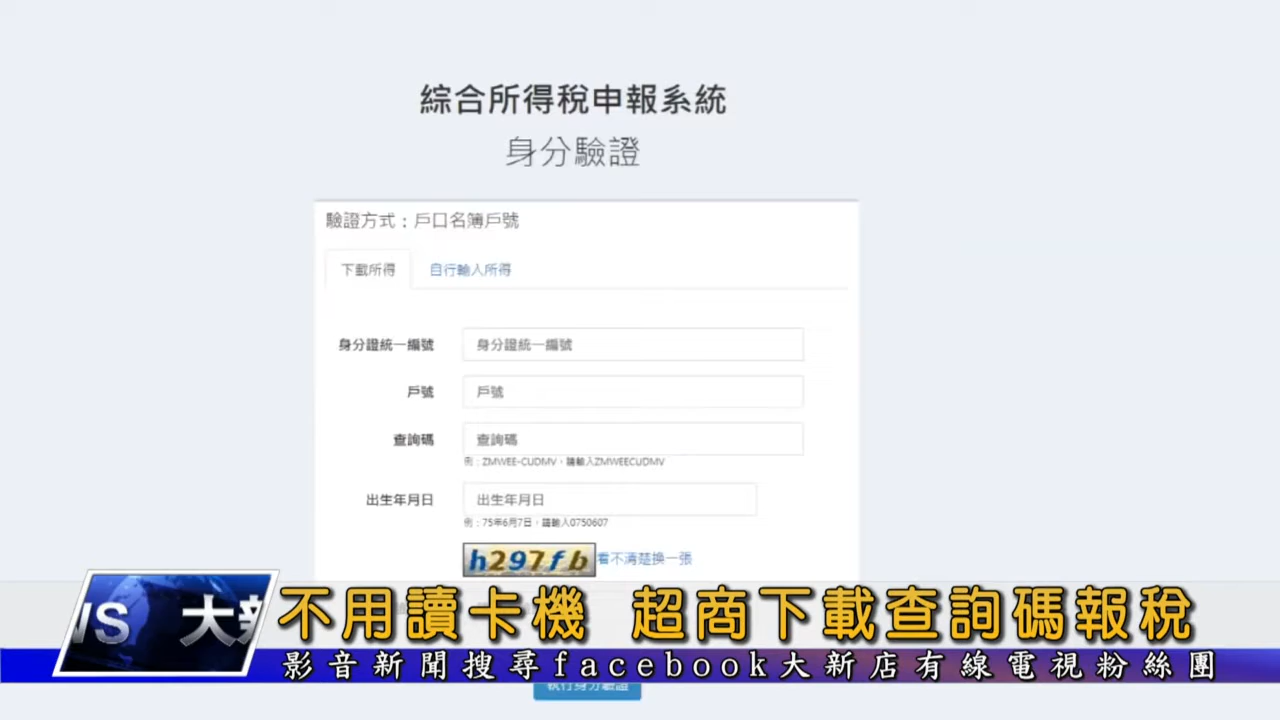 綜合所得稅申報系統
身分驗證
驗證方式：戶口名簿戶號
下載所得 自行輸入所得
身分證統一編號 身分證統一編號
戶號 戶號
查詢碼 查詢碼
例：ZMWEE-CUDMV，請輸入ZMWEECUDMV
出生年月日 出生年月日
例：75年6月7日，請輸入0750607
h297fb 看不清楚換一張
不用讀卡機 超商下載查詢碼報稅
影音新聞搜尋facebook大新店有線電視粉絲團
執行身分驗證